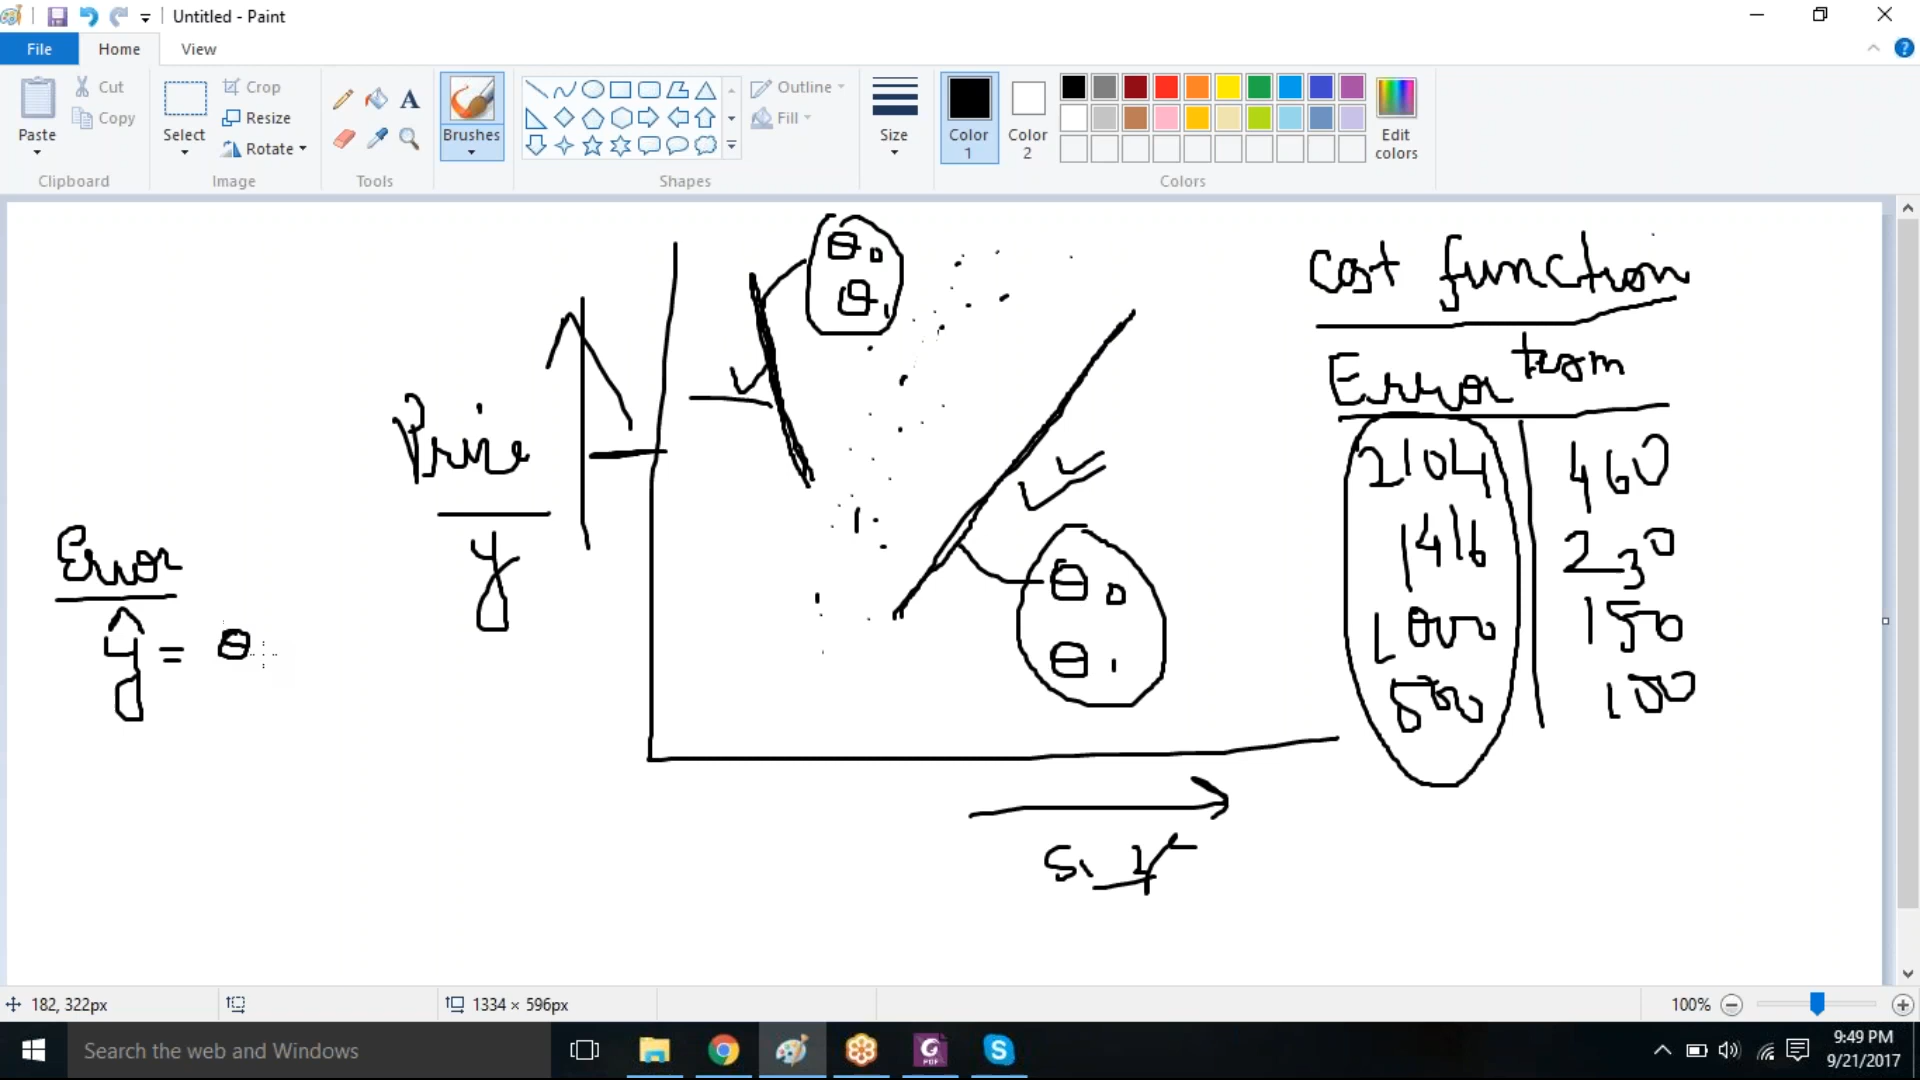 Untitled - Paint
File Home View
Paste
Cut
Copy
Clipboard
Select
Crop
Resize
Rotate
Image
Tools
Brushes
Shapes
Outline
Fill
Size
Color 1
Color 2
Edit colors
Colors
Cost function
Error term
2104 460
1416 230
1000 150
500 100
θ0
θ1
θ0
θ1
Price
y
Error
ŷ = θ
182, 322px
1334 × 596px
100%
Search the web and Windows
9:49 PM
9/21/2017